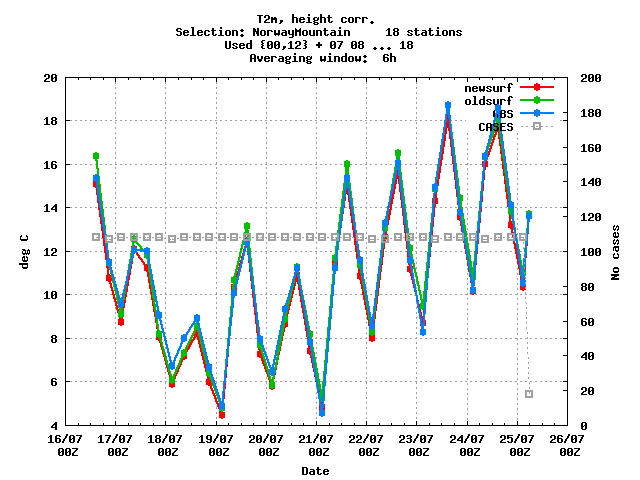 T2m, height corr.
Selection: NorwayMountain 18 stations
Used {00,12} + 07 08 ... 18
Averaging window: 6h
newsurf
oldsurf
OBS
CASES
deg C
20
18
16
14
12
10
8
6
4
No cases
200
180
160
140
120
100
80
60
40
20
0
16/07 17/07 18/07 19/07 20/07 21/07 22/07 23/07 24/07 25/07 26/07
00Z 00Z 00Z 00Z 00Z 00Z 00Z 00Z 00Z 00Z 00Z
Date